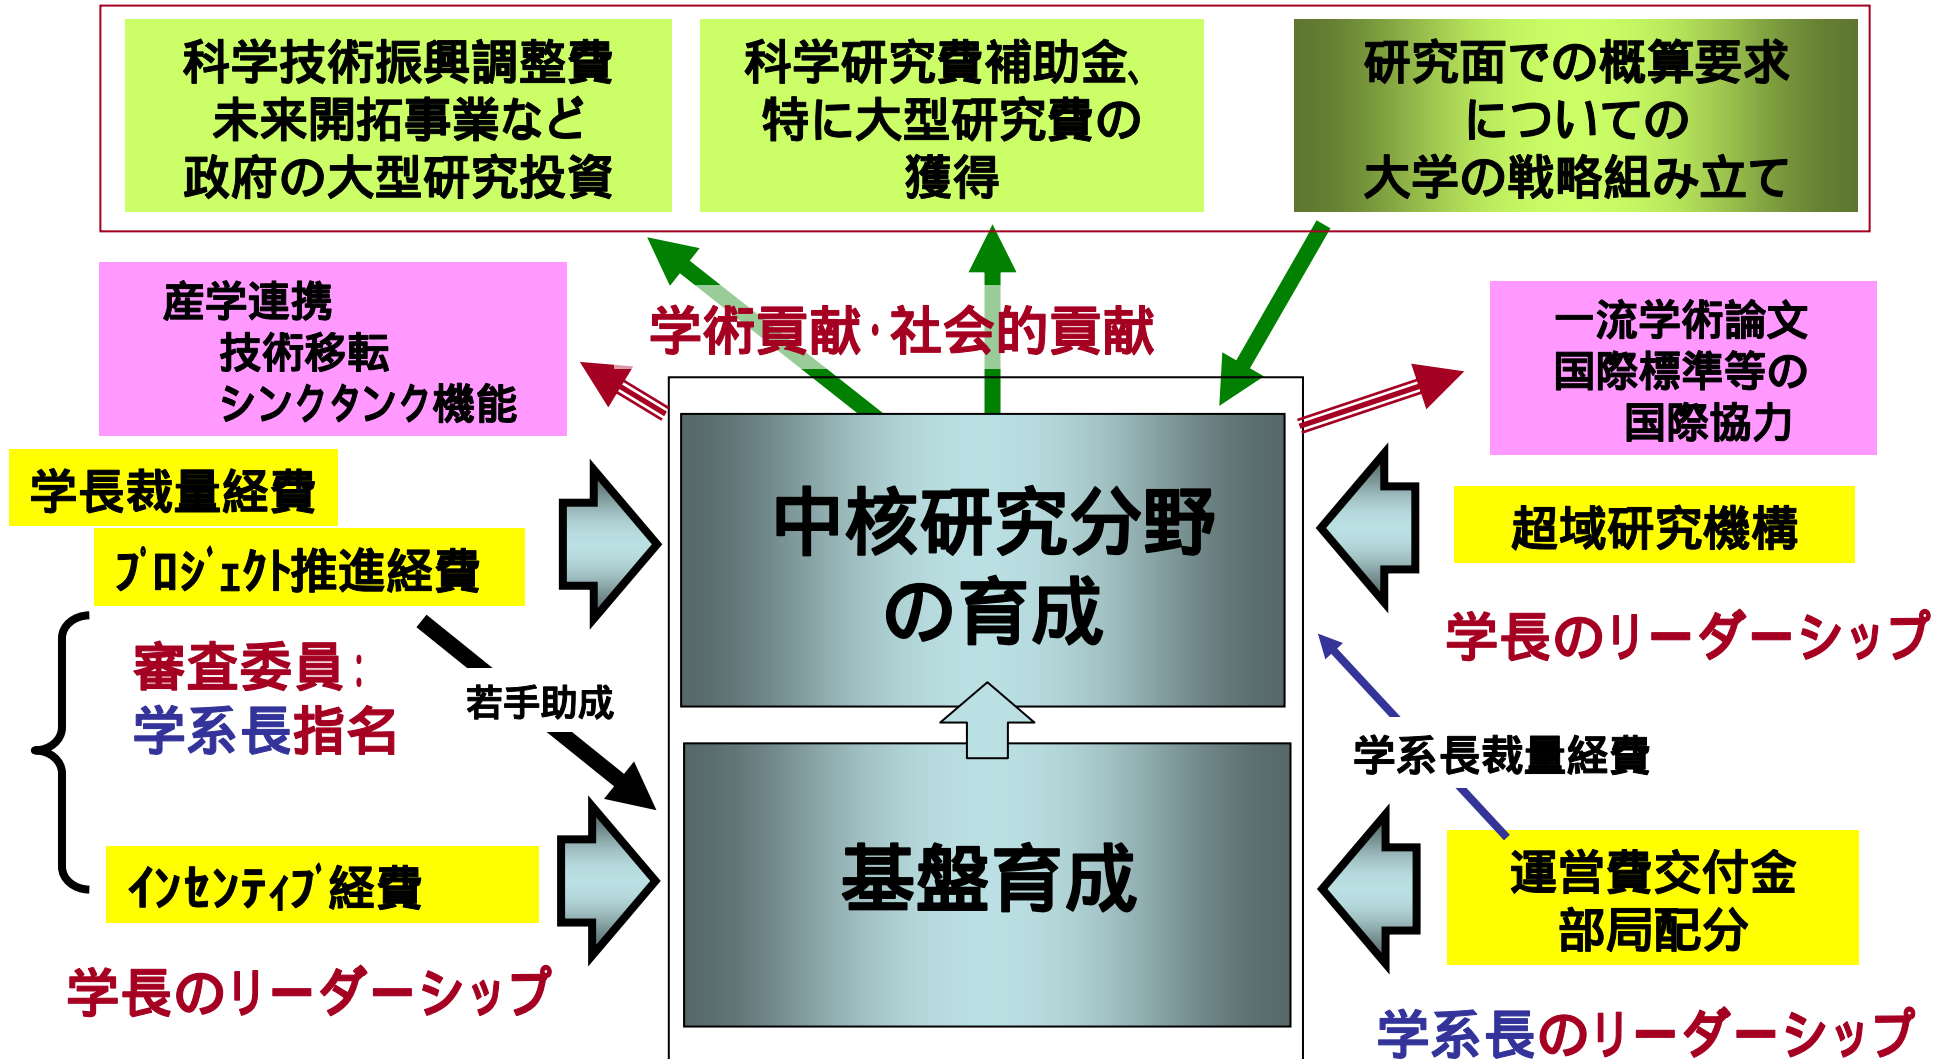 科学技術振興調整費
未来開拓事業など
政府の大型研究投資
科学研究費補助金、
特に大型研究費の
獲得
研究面での概算要求
についての
大学の戦略組み立て
産学連携
技術移転
シンクタンク機能
学術貢献・社会的貢献
一流学術論文
国際標準等の
国際協力
学長裁量経費
プロジェクト推進経費
審査委員:
学系長指名
若手助成
中核研究分野
の育成
超域研究機構
学長のリーダーシップ
学系長裁量経費
基盤育成
インセンティブ経費
学長のリーダーシップ
運営費交付金
部局配分
学系長のリーダーシップ